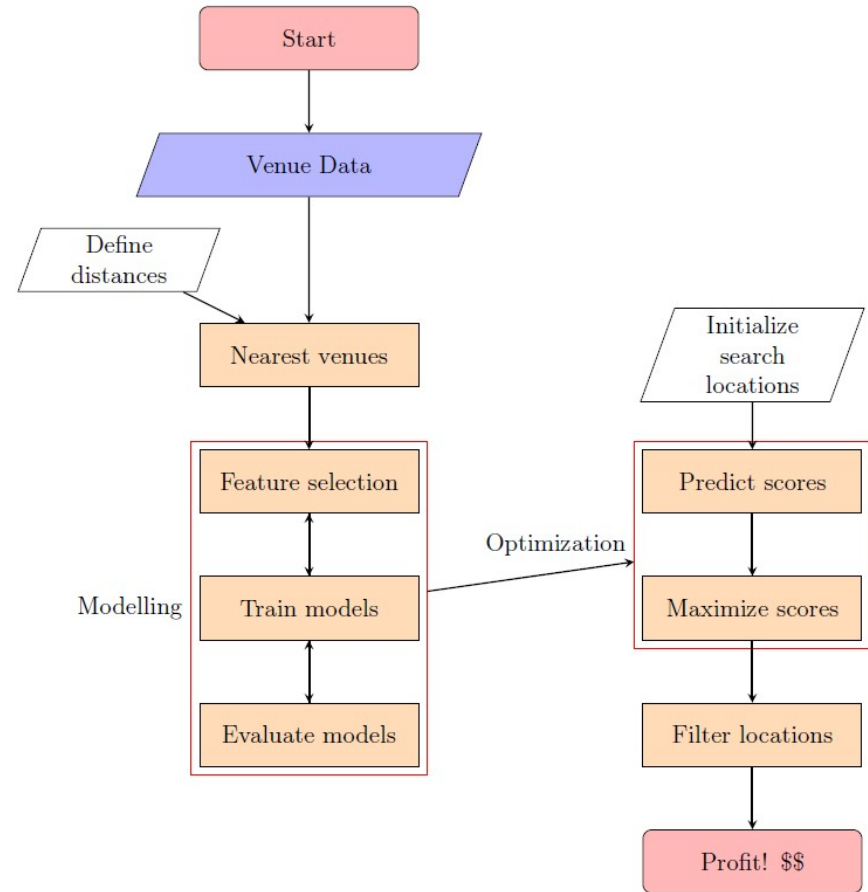 Start
Venue Data
Define
distances
Nearest venues
Initialize
search
locations
Feature selection
Predict scores
Optimization
Modelling
Train models
Maximize scores
Evaluate models
Filter locations
Profit! $$